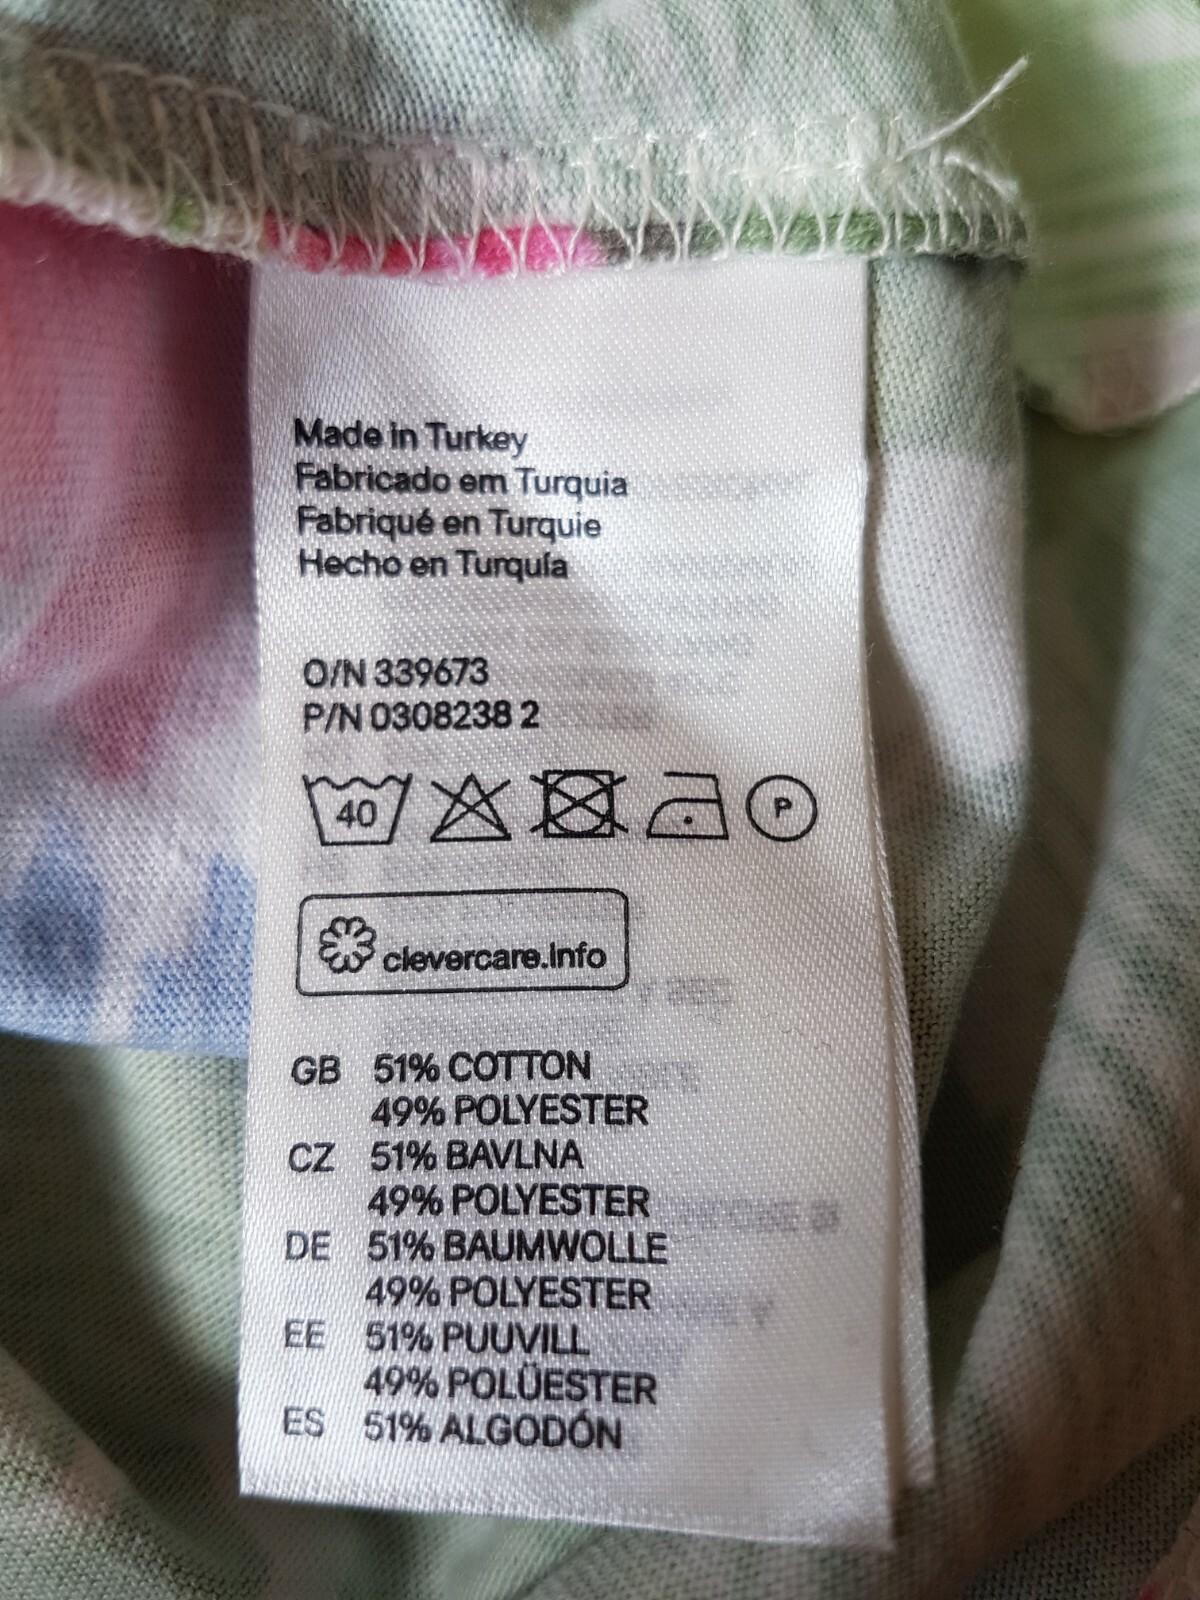 Made in Turkey
Fabricado em Turquia
Fabriqué en Turquie
Hecho en Turquía
O/N 339673
P/N 0308238 2
40 P
clevercare.info
GB 51% COTTON
49% POLYESTER
CZ 51% BAVLNA
49% POLYESTER
DE 51% BAUMWOLLE
49% POLYESTER
EE 51% PUUVILL
49% POLÜESTER
ES 51% ALGODÓN